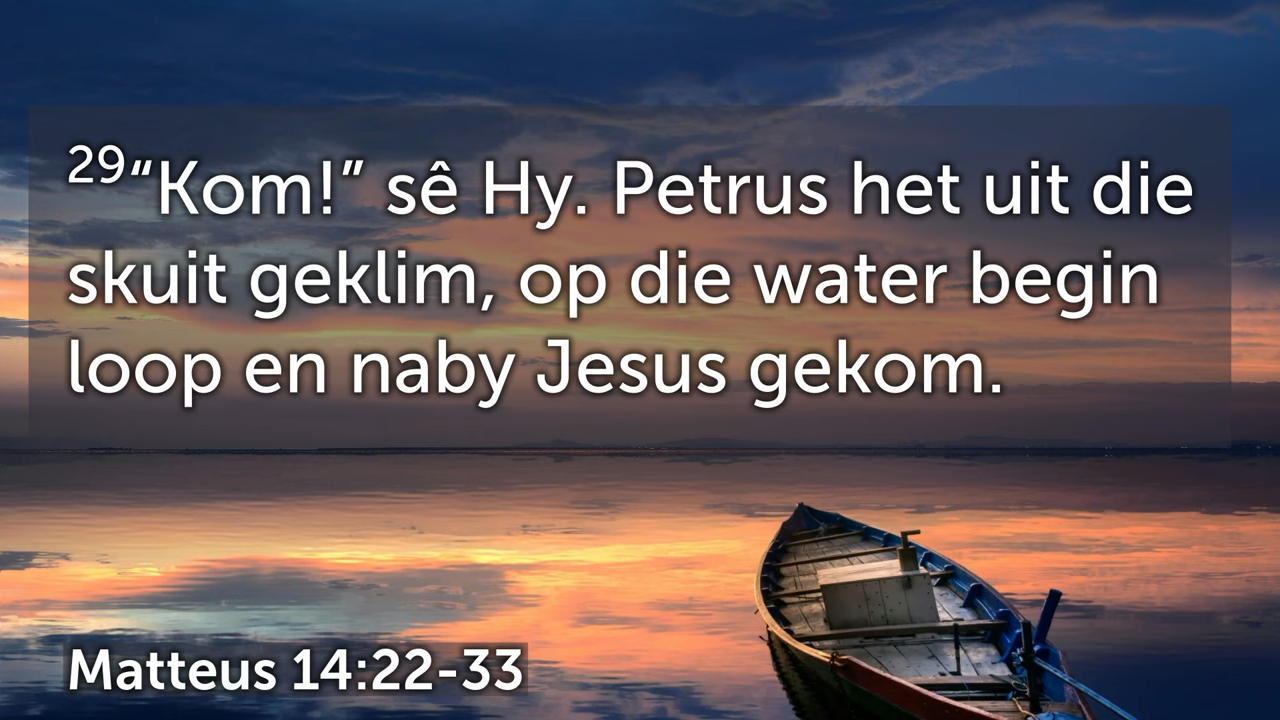 29“Kom!” sê Hy. Petrus het uit die
skuit geklim, op die water begin
loop en naby Jesus gekom.
Matteus 14:22-33